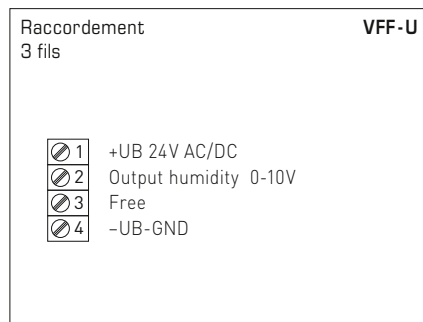 Raccordement VFF-U
3 fils
1 +UB 24V AC/DC
2 Output humidity 0-10V
3 Free
4 –UB-GND